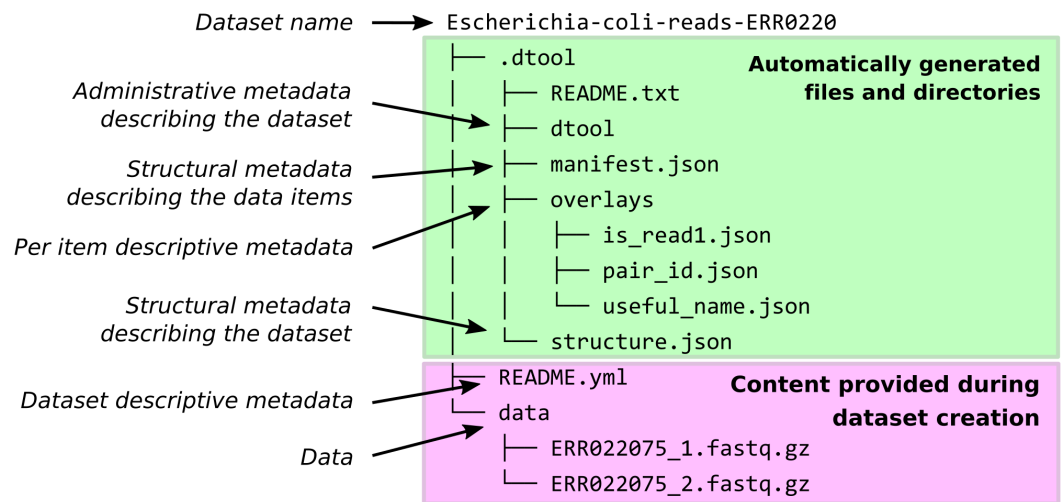 Dataset name
Escherichia-coli-reads-ERR0220
├── .dtool
Automatically generated
files and directories
Administrative metadata
describing the dataset
│   ├── README.txt
│   ├── dtool
Structural metadata
describing the data items
│   ├── manifest.json
│   ├── overlays
Per item descriptive metadata
│   │   ├── is_read1.json
│   │   ├── pair_id.json
│   │   └── useful_name.json
Structural metadata
describing the dataset
│   └── structure.json
Dataset descriptive metadata
├── README.yml
Content provided during
dataset creation
Data
└── data
    ├── ERR022075_1.fastq.gz
    └── ERR022075_2.fastq.gz